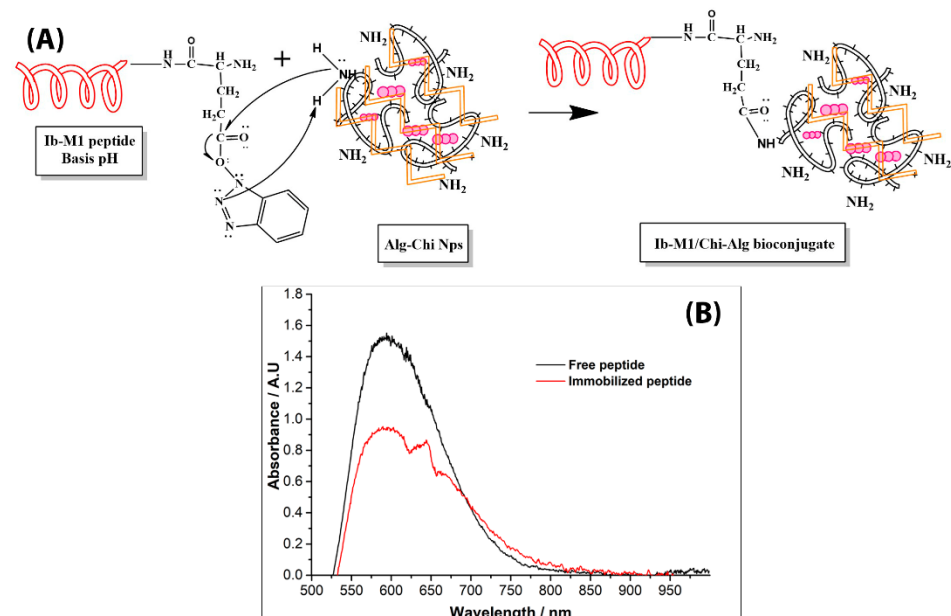 (A)
NH
O
NH₂
CH₂
H₂C
C=O
O
N
N
N
+
H
NH
H
NH₂
NH₂
NH₂
NH₂
NH₂
Ib-M1 peptide
Basis pH
Alg-Chi Nps
NH
O
NH₂
CH₂
H₂C
O
NH
NH₂
NH₂
NH₂
NH₂
Ib-M1/Chi-Alg bioconjugate
(B)
Free peptide
Immobilized peptide
Absorbance / A.U
1.8
1.6
1.4
1.2
1.0
0.8
0.6
0.4
0.2
0.0
500 550 600 650 700 750 800 850 900 950
Wavelength / nm